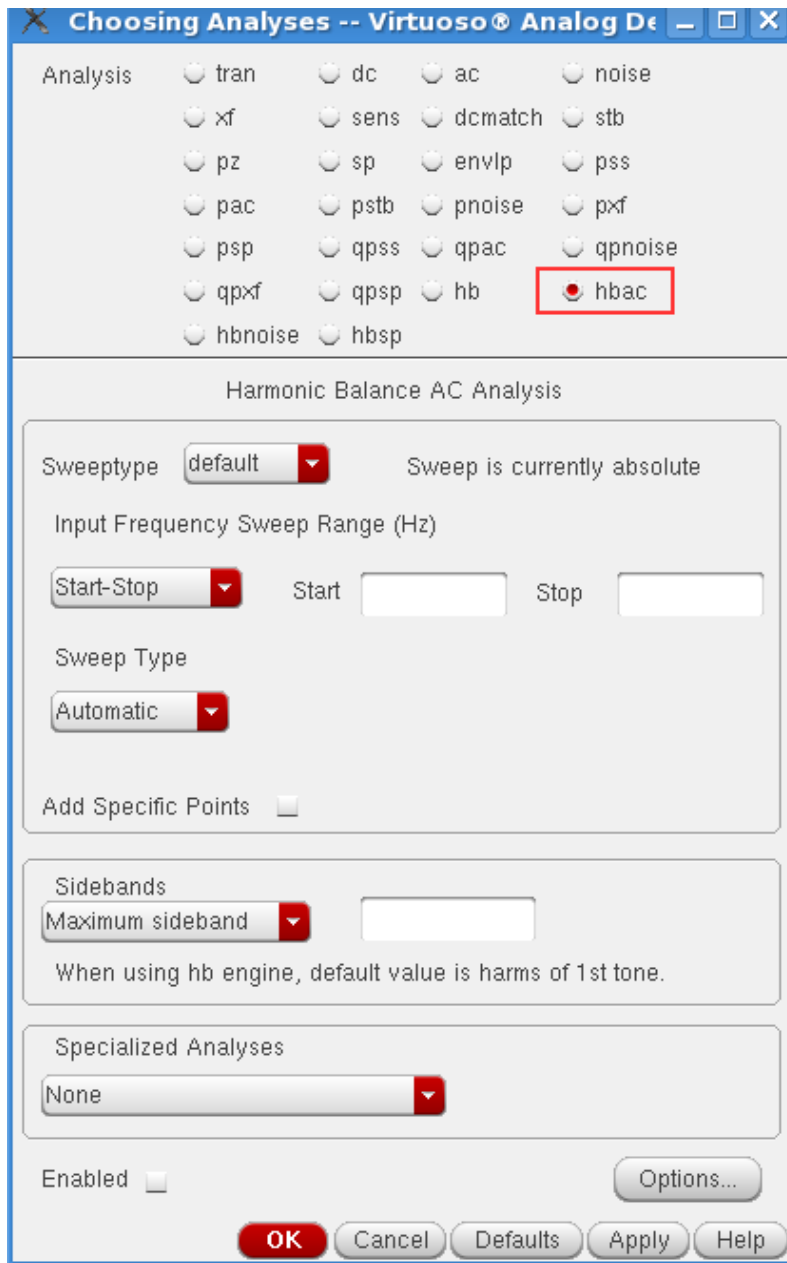 Choosing Analyses -- Virtuoso® Analog De
Analysis tran dc ac noise
xf sens dcmatch stb
pz sp envlp pss
pac pstb pnoise pxf
psp qpss qpac qpnoise
qpxf qpsp hb hbac
hbnoise hbsp
Harmonic Balance AC Analysis
Sweeptype default Sweep is currently absolute
Input Frequency Sweep Range (Hz)
Start-Stop Start Stop
Sweep Type
Automatic
Add Specific Points
Sidebands
Maximum sideband
When using hb engine, default value is harms of 1st tone.
Specialized Analyses
None
Enabled Options...
OK Cancel Defaults Apply Help